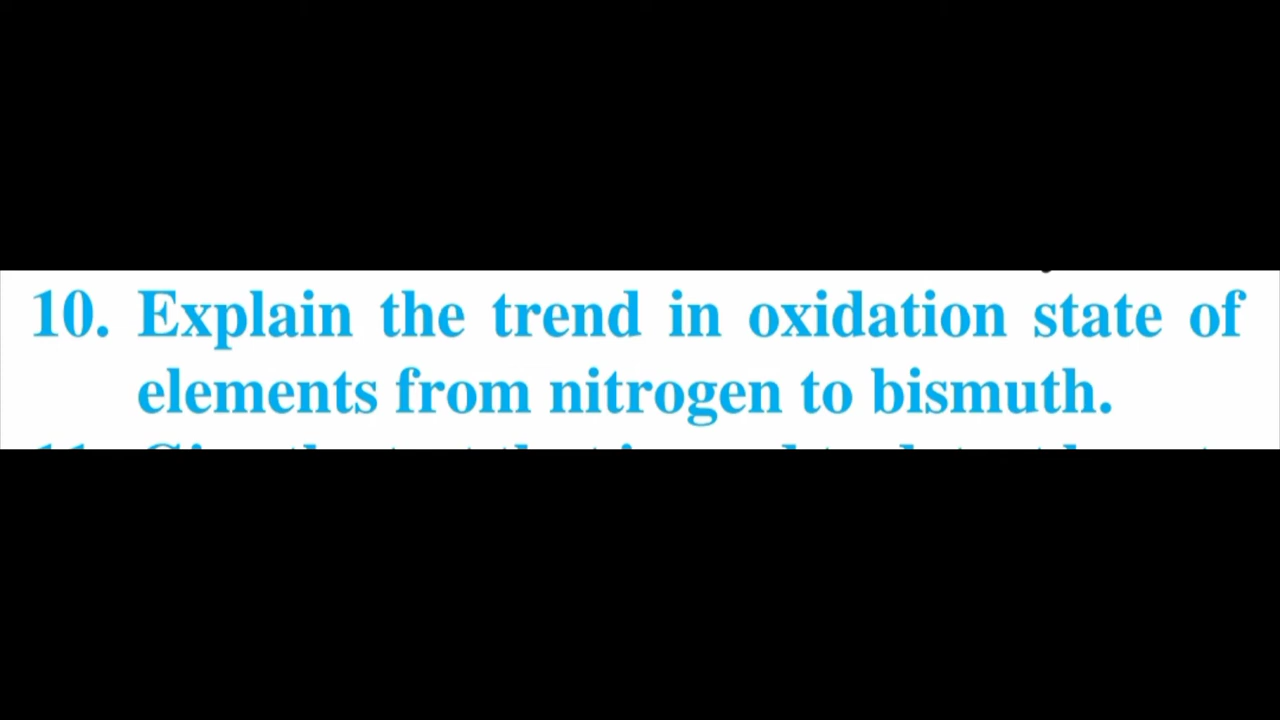 10. Explain the trend in oxidation state of
elements from nitrogen to bismuth.